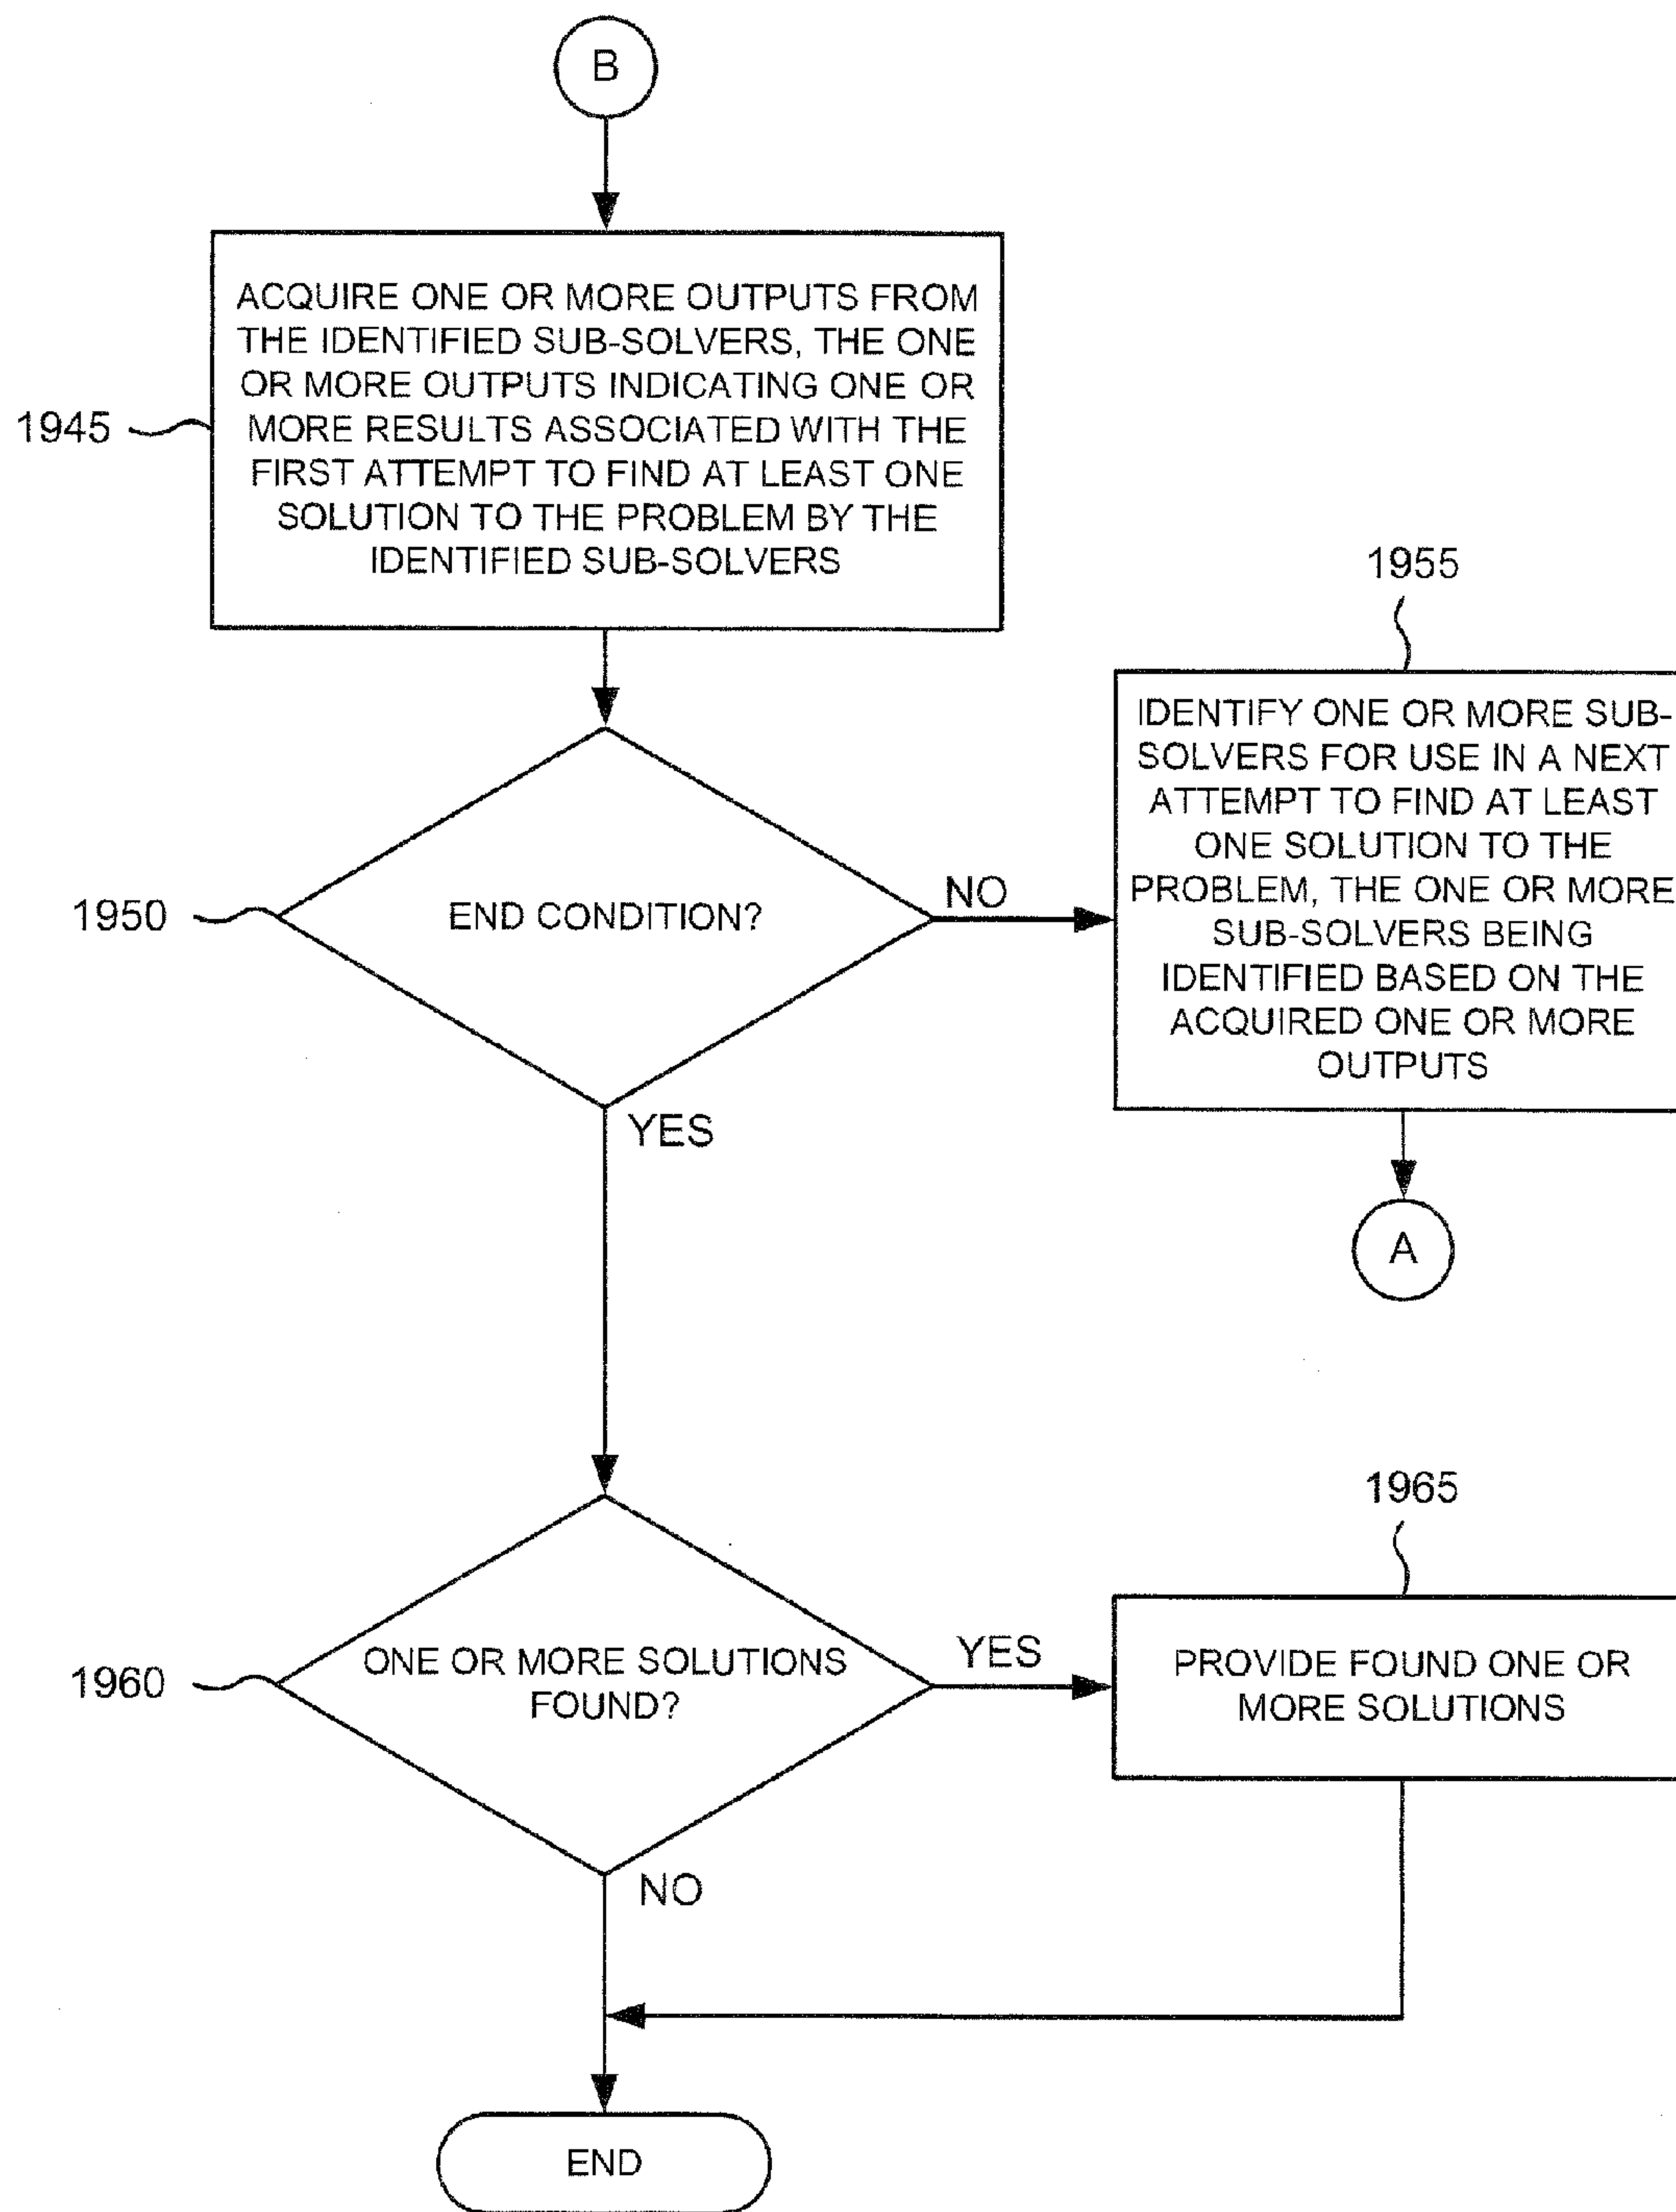 B
ACQUIRE ONE OR MORE OUTPUTS FROM
THE IDENTIFIED SUB-SOLVERS, THE ONE
OR MORE OUTPUTS INDICATING ONE OR
MORE RESULTS ASSOCIATED WITH THE
FIRST ATTEMPT TO FIND AT LEAST ONE
SOLUTION TO THE PROBLEM BY THE
IDENTIFIED SUB-SOLVERS
1945
1955
IDENTIFY ONE OR MORE SUB-
SOLVERS FOR USE IN A NEXT
ATTEMPT TO FIND AT LEAST
ONE SOLUTION TO THE
PROBLEM, THE ONE OR MORE
SUB-SOLVERS BEING
IDENTIFIED BASED ON THE
ACQUIRED ONE OR MORE
OUTPUTS
1950
END CONDITION?
NO
YES
A
1965
1960
ONE OR MORE SOLUTIONS
FOUND?
YES
PROVIDE FOUND ONE OR
MORE SOLUTIONS
NO
END